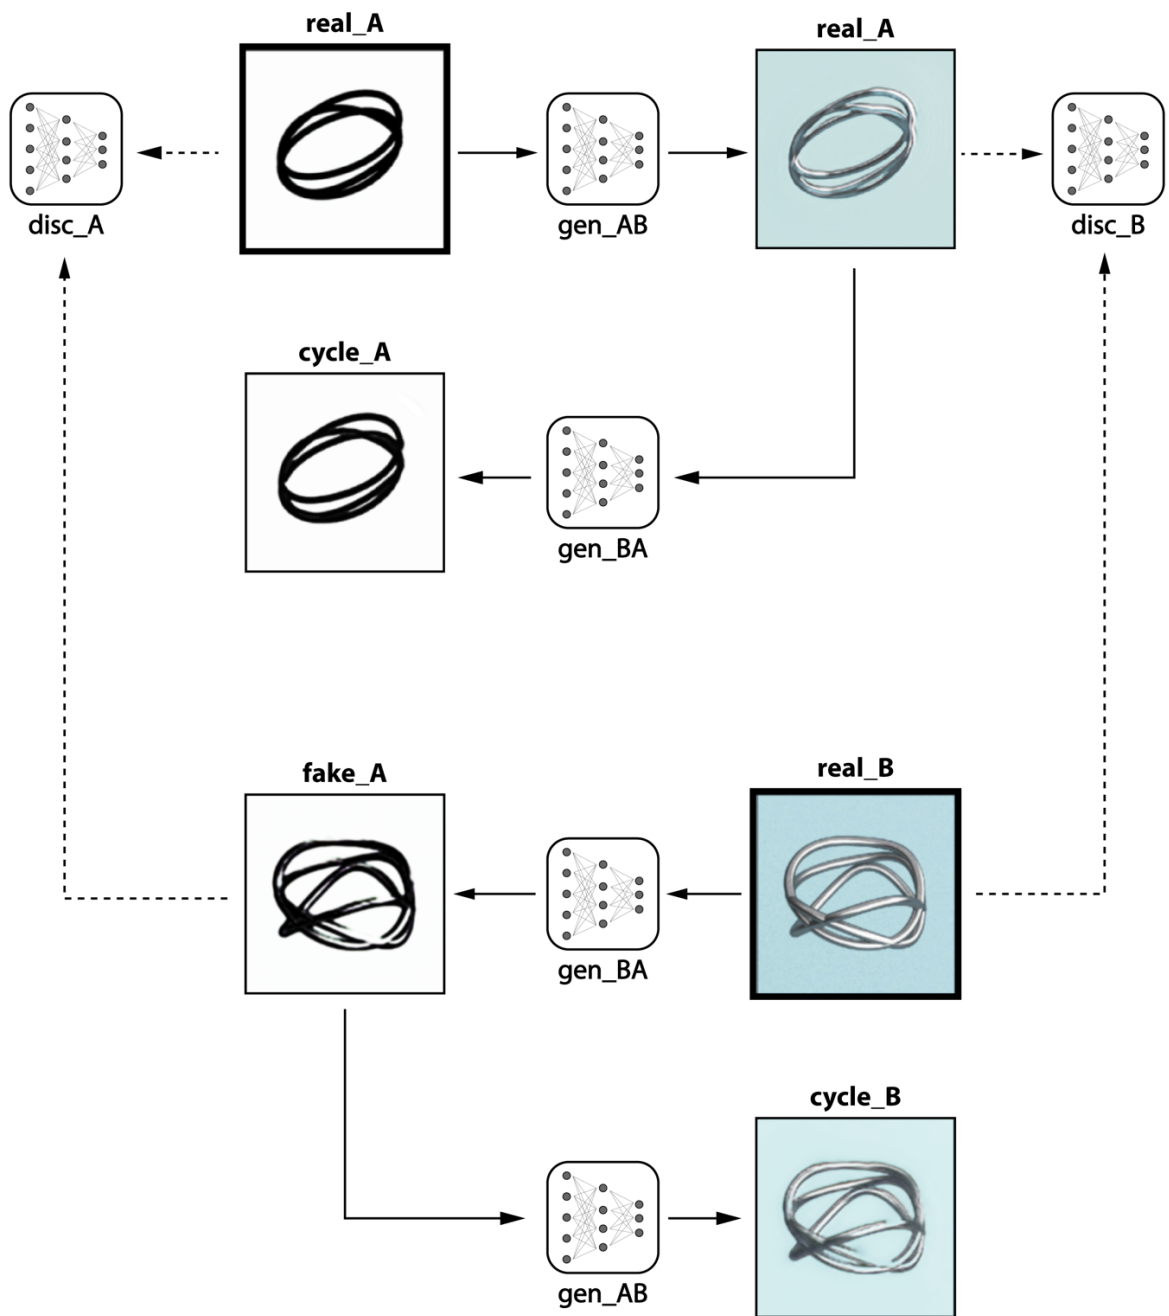 real_A
real_A
disc_A
gen_AB
disc_B
cycle_A
gen_BA
fake_A
real_B
gen_BA
cycle_B
gen_AB